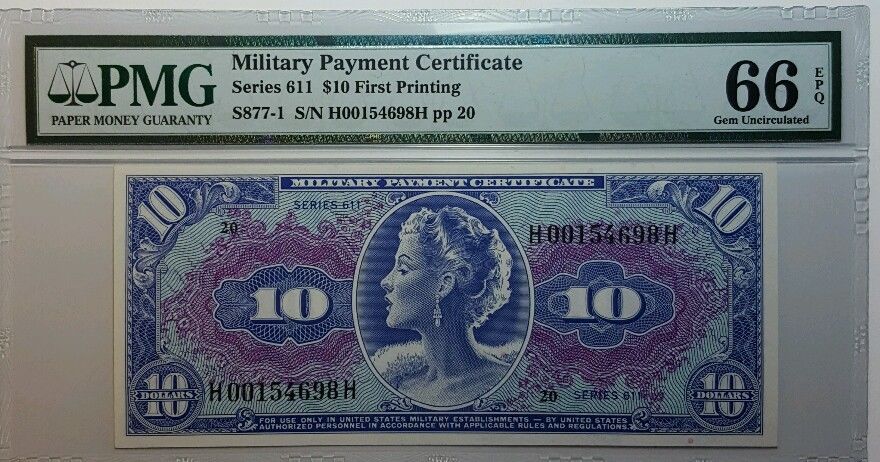 PMG
PAPER MONEY GUARANTY
Military Payment Certificate
Series 611 $10 First Printing
S877-1 S/N H00154698H pp 20
66
EPQ
Gem Uncirculated
MILITARY PAYMENT CERTIFICATE
10
10
SERIES 611
20
H00154698H
10
10
10
DOLLARS
H00154698H
20
SERIES 611
10
DOLLARS
FOR USE ONLY IN UNITED STATES MILITARY ESTABLISHMENTS — BY UNITED STATES
AUTHORIZED PERSONNEL IN ACCORDANCE WITH APPLICABLE RULES AND REGULATIONS.